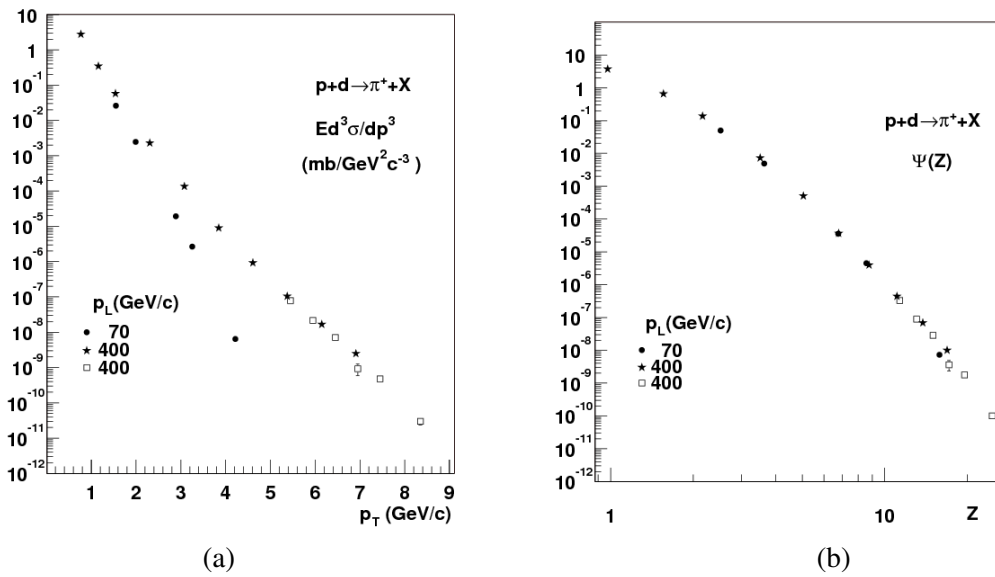 10
1
10⁻¹
10⁻²
10⁻³
10⁻⁴
10⁻⁵
10⁻⁶
10⁻⁷
10⁻⁸
10⁻⁹
10⁻¹⁰
10⁻¹¹
10⁻¹²
p+d→π⁺+X
Ed³σ/dp³
(mb/GeV²c⁻³ )
p_L(GeV/c)
70
400
400
1 2 3 4 5 6 7 8 9
p_T (GeV/c)
(a)
10
1
10⁻¹
10⁻²
10⁻³
10⁻⁴
10⁻⁵
10⁻⁶
10⁻⁷
10⁻⁸
10⁻⁹
10⁻¹⁰
10⁻¹¹
10⁻¹²
p+d→π⁺+X
Ψ(Z)
p_L(GeV/c)
70
400
400
1 10 Z
(b)